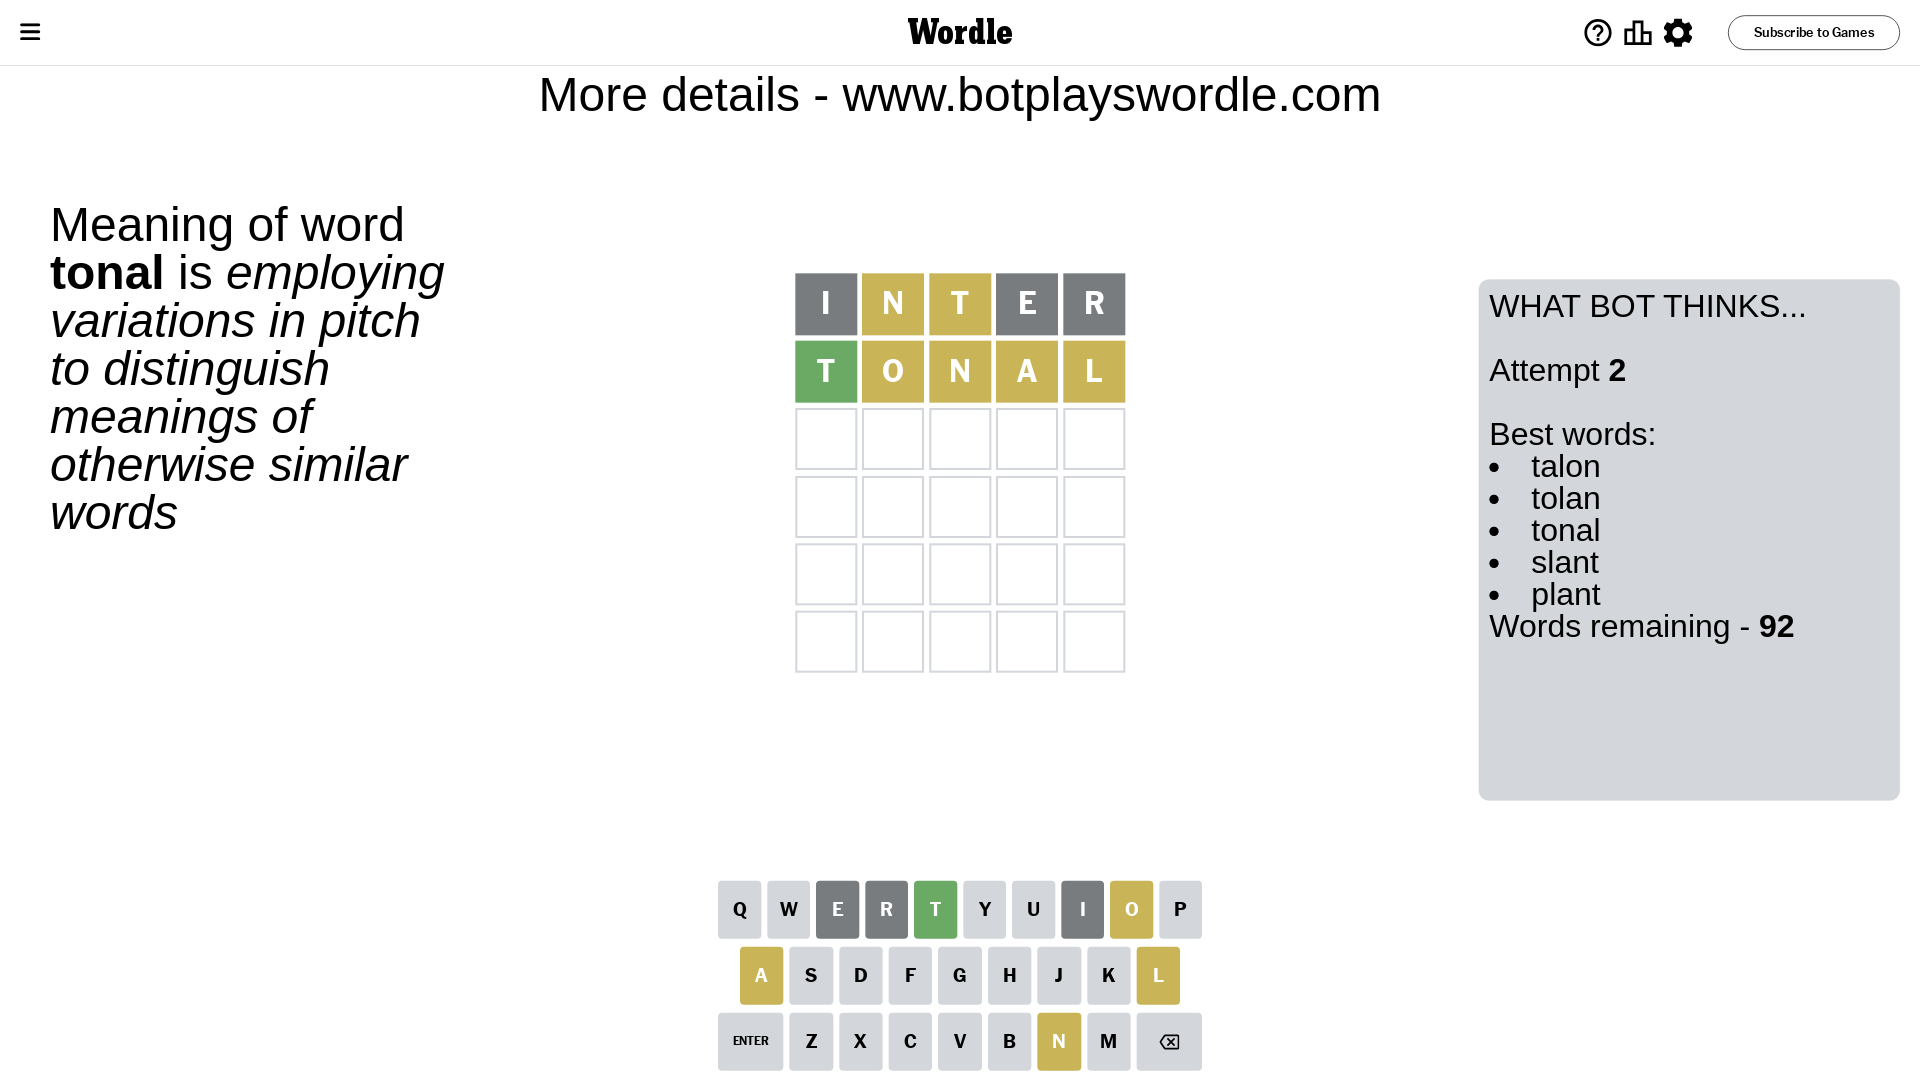 Wordle
Subscribe to Games
More details - www.botplayswordle.com
Meaning of word
tonal is employing
variations in pitch
to distinguish
meanings of
otherwise similar
words
I N T E R
T O N A L
WHAT BOT THINKS...
Attempt 2
Best words:
• talon
• tolan
• tonal
• slant
• plant
Words remaining - 92
Q W E R T Y U I O P
A S D F G H J K L
ENTER Z X C V B N M